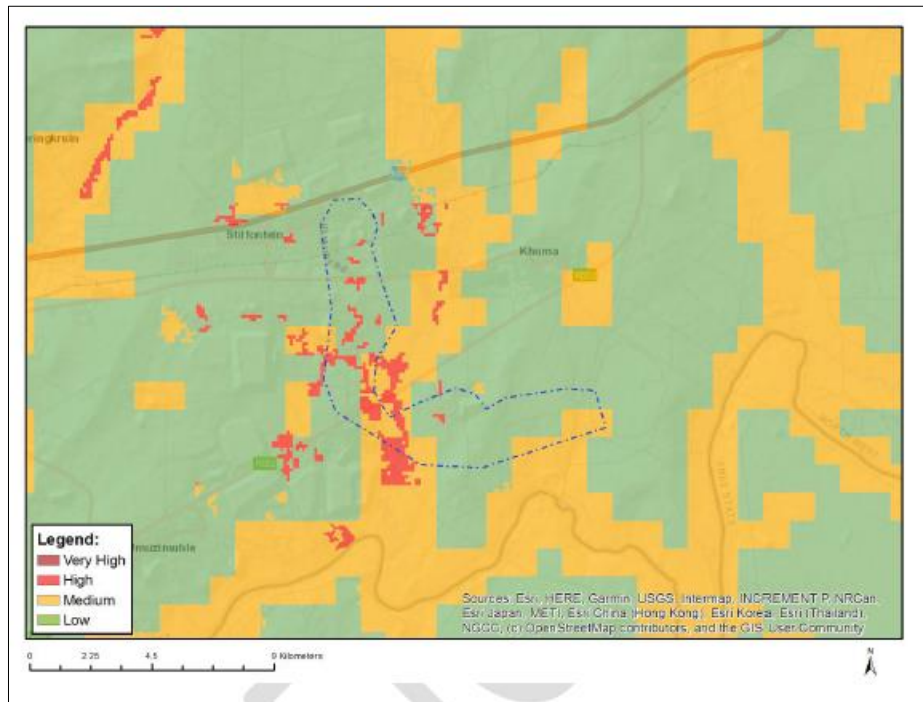 Stilfontein
Khuma
Legend:
Very High
High
Medium
Low
Sources: Esri, HERE, Garmin, USGS, Intermap, INCREMENT P, NRCan,
Esri Japan, METI, Esri China (Hong Kong), Esri Korea, Esri (Thailand),
NGCC, (c) OpenStreetMap contributors, and the GIS User Community
0 2.25 4.5 9 Kilometers
N